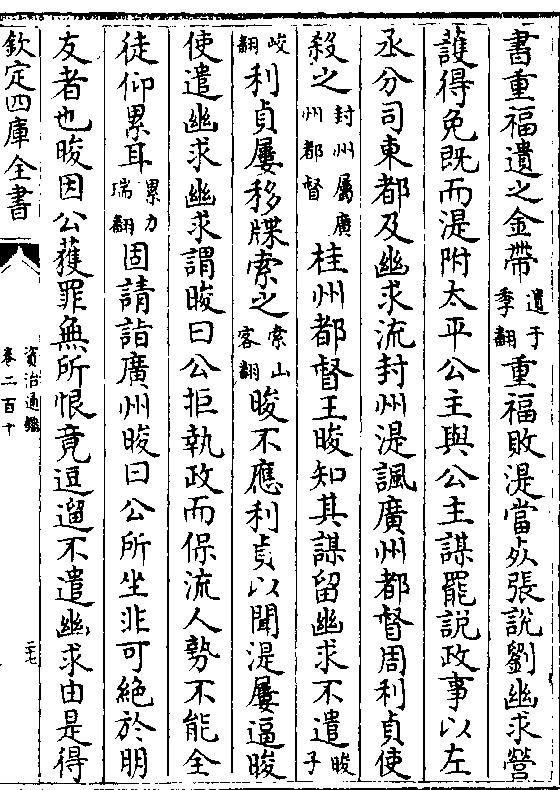 書重福遺之金帶遺于季翻重福敗湜當死張說劉幽求營
護得免既而湜附太平公主與公主謀罷說政事以左
丞分司東都及幽求流封州湜諷廣州都督周利貞使
殺之封州屬廣州都督桂州都督王晙知其謀留幽求不遣晙子
峻翻利貞屢移牒索之索山客翻晙不應利貞以聞湜屢逼晙
使遣幽求幽求謂晙曰公拒執政而保流人勢不能全
徒仰累耳累力瑞翻固請詣廣州晙曰公所坐非可絕於朋
友者也晙因公獲罪無所恨竟逗遛不遣幽求由是得
欽定四庫全書
資治通鑑
卷二百十
二七